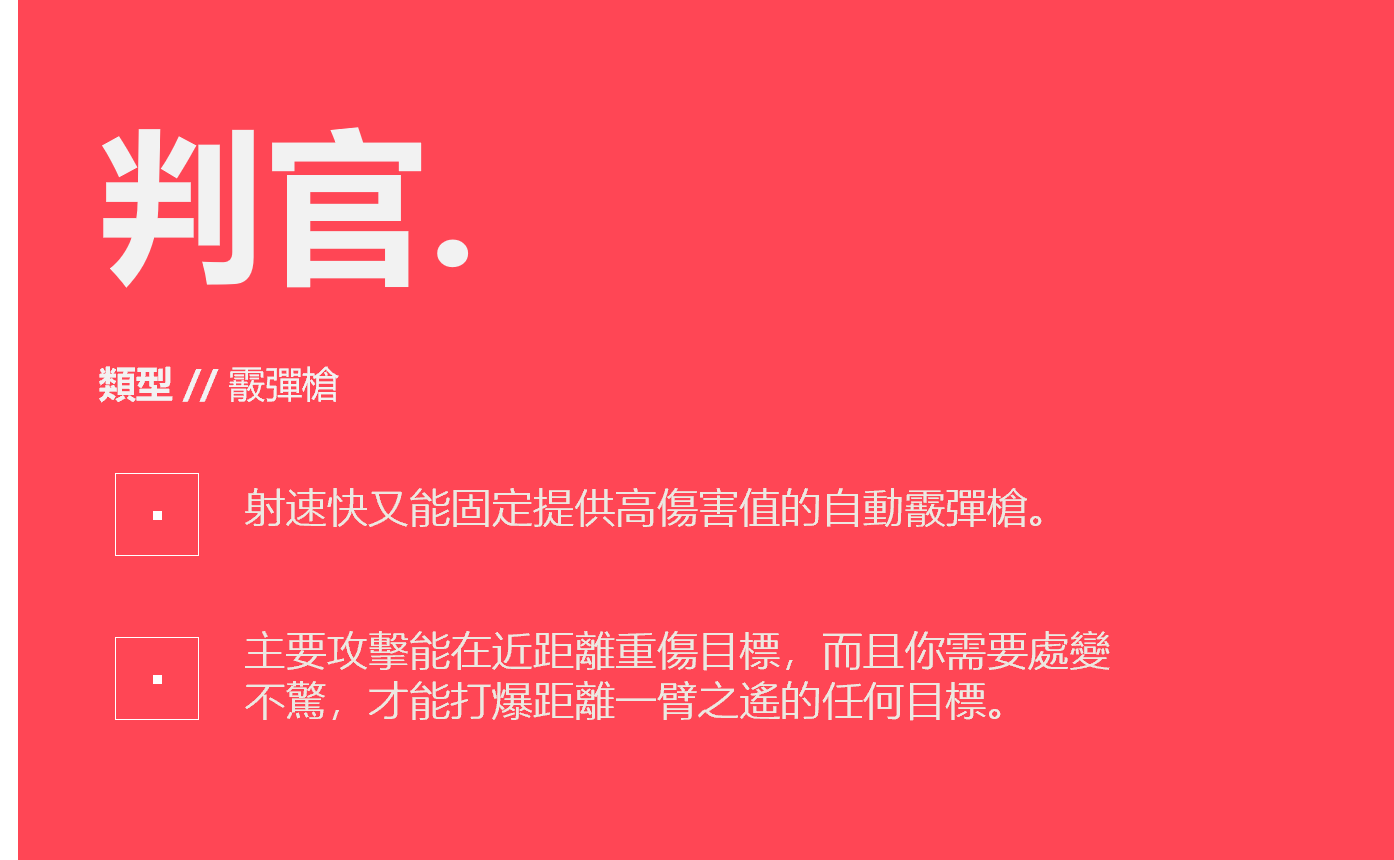 判官.
類型 // 霰彈槍
射速快又能固定提供高傷害值的自動霰彈槍。
主要攻擊能在近距離重傷目標，而且你需要處變
不驚，才能打爆距離一臂之遙的任何目標。